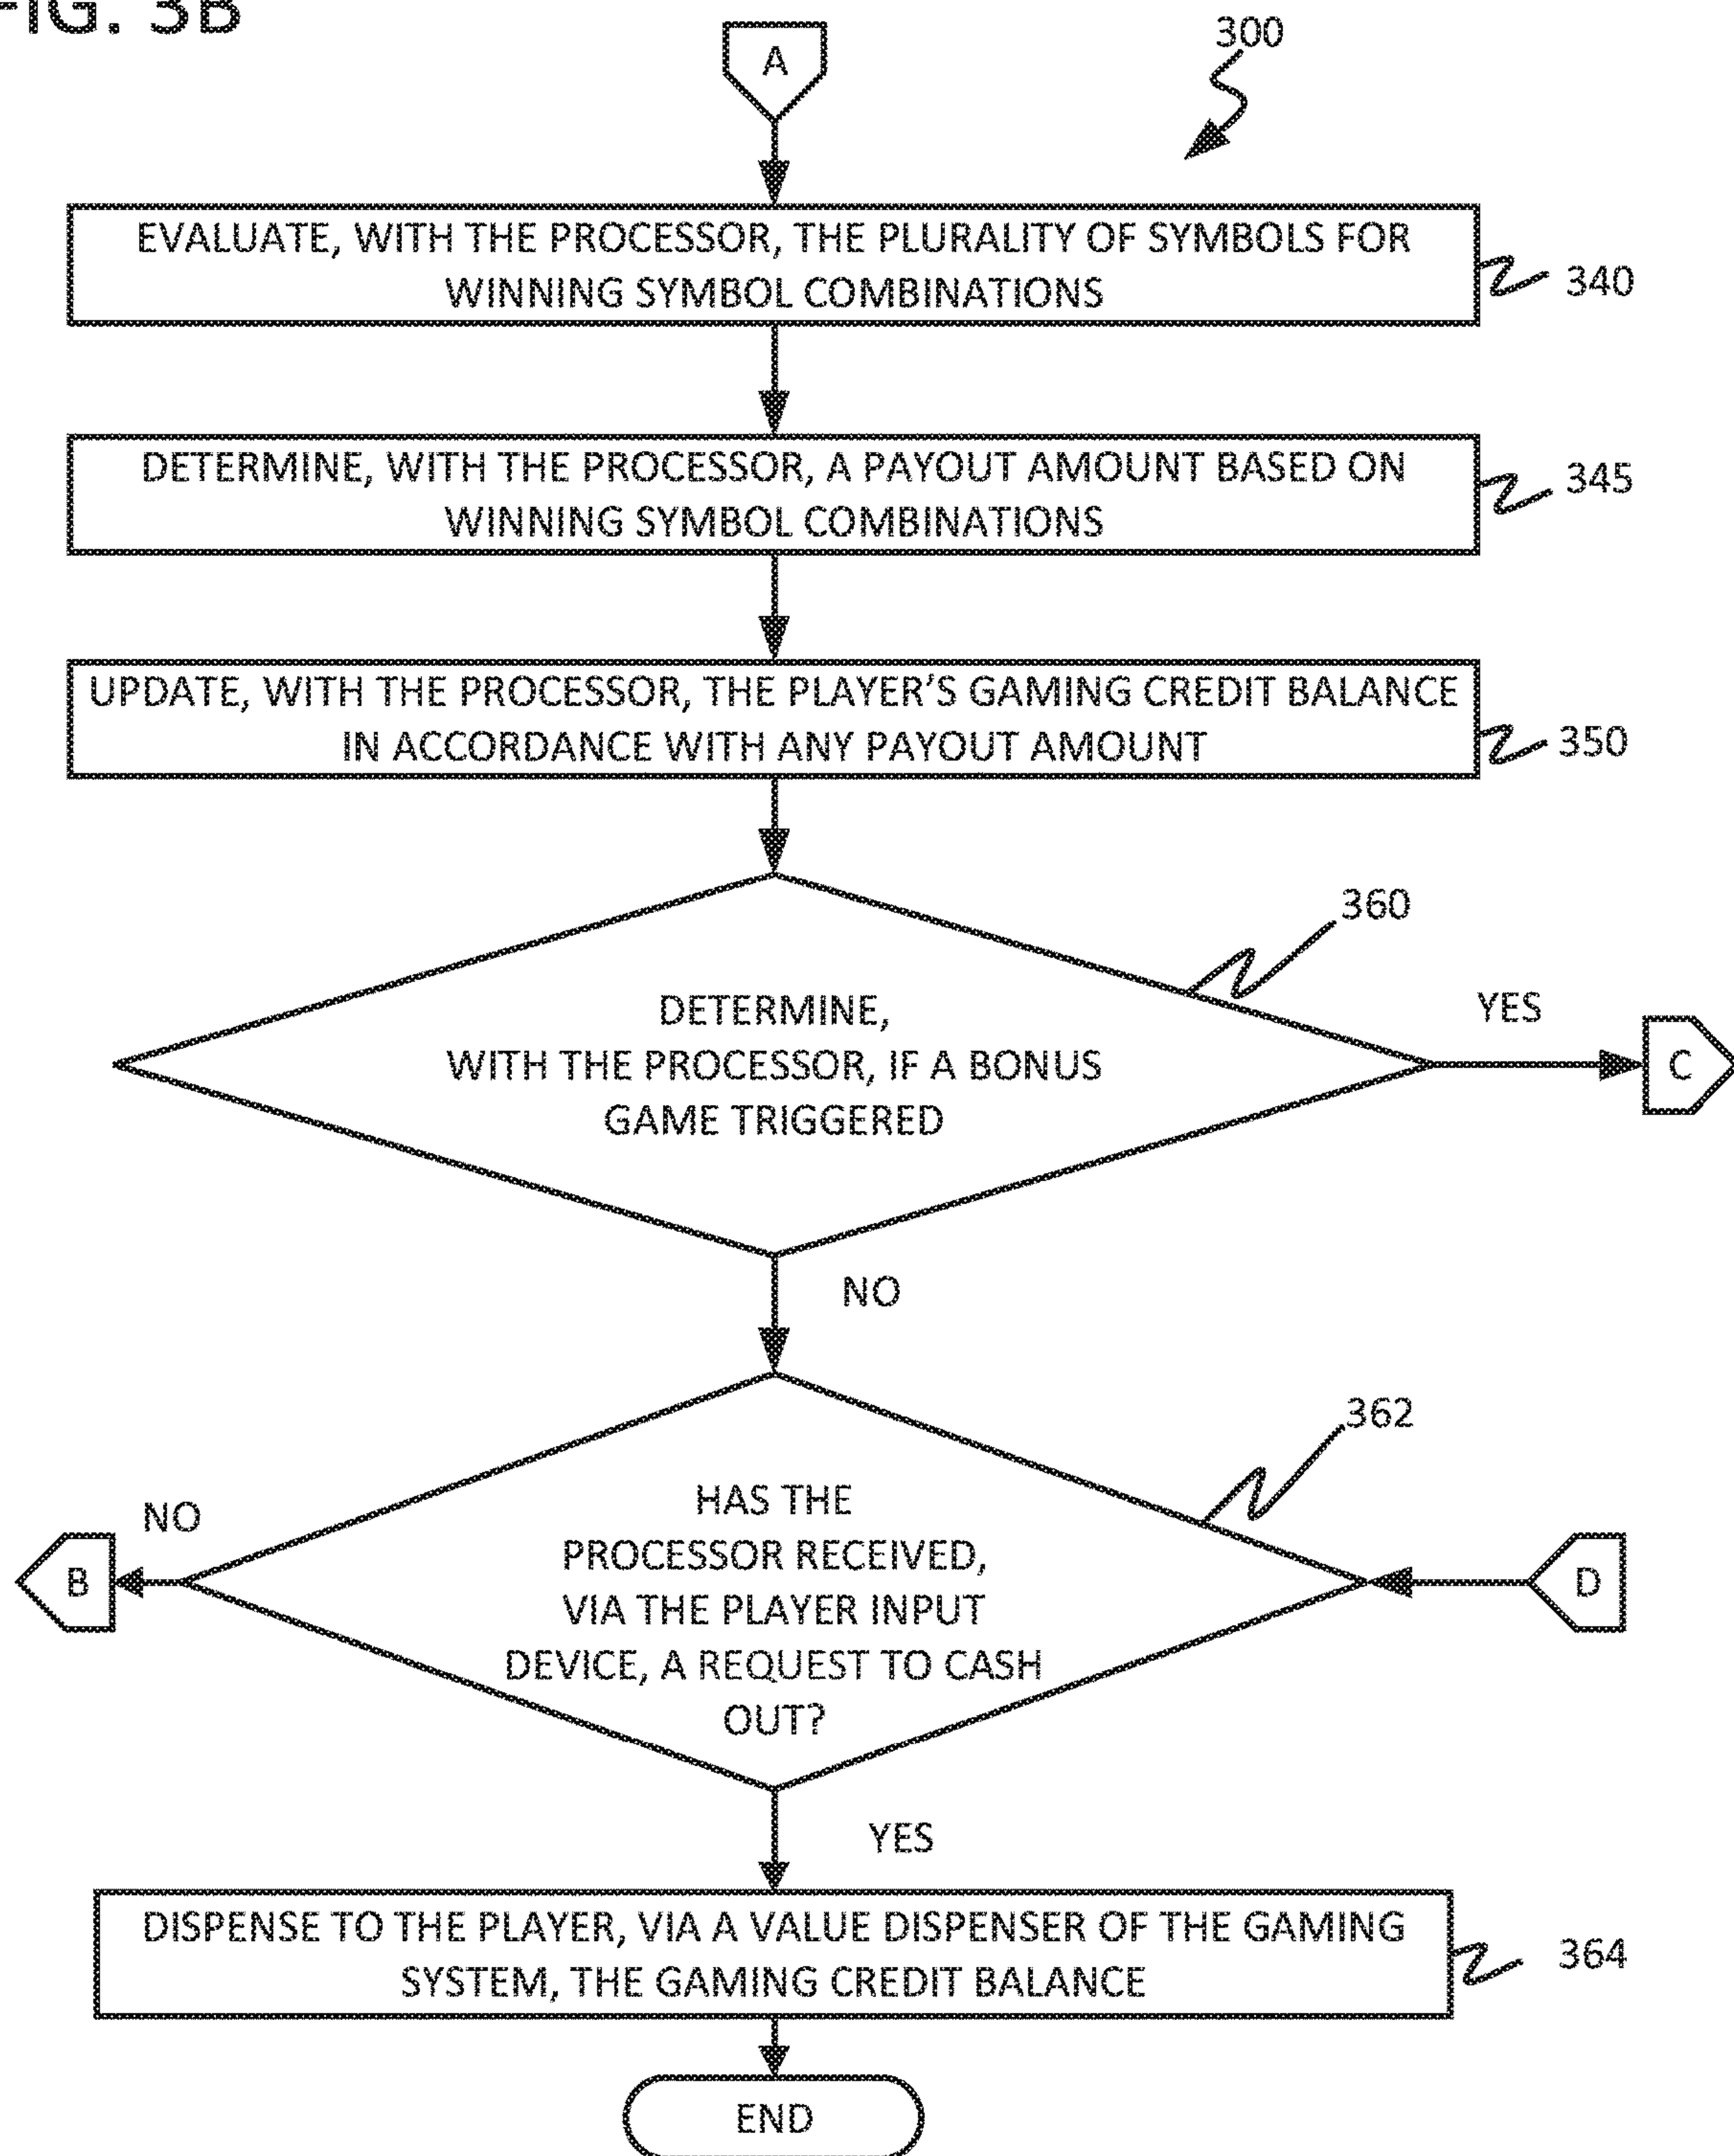 FIG. 3B
A
300
EVALUATE, WITH THE PROCESSOR, THE PLURALITY OF SYMBOLS FOR
WINNING SYMBOL COMBINATIONS
340
DETERMINE, WITH THE PROCESSOR, A PAYOUT AMOUNT BASED ON
WINNING SYMBOL COMBINATIONS
345
UPDATE, WITH THE PROCESSOR, THE PLAYER'S GAMING CREDIT BALANCE
IN ACCORDANCE WITH ANY PAYOUT AMOUNT
350
360
DETERMINE,
WITH THE PROCESSOR, IF A BONUS
GAME TRIGGERED
YES
C
NO
362
HAS THE
PROCESSOR RECEIVED,
VIA THE PLAYER INPUT
DEVICE, A REQUEST TO CASH
OUT?
NO
B
D
YES
DISPENSE TO THE PLAYER, VIA A VALUE DISPENSER OF THE GAMING
SYSTEM, THE GAMING CREDIT BALANCE
364
END